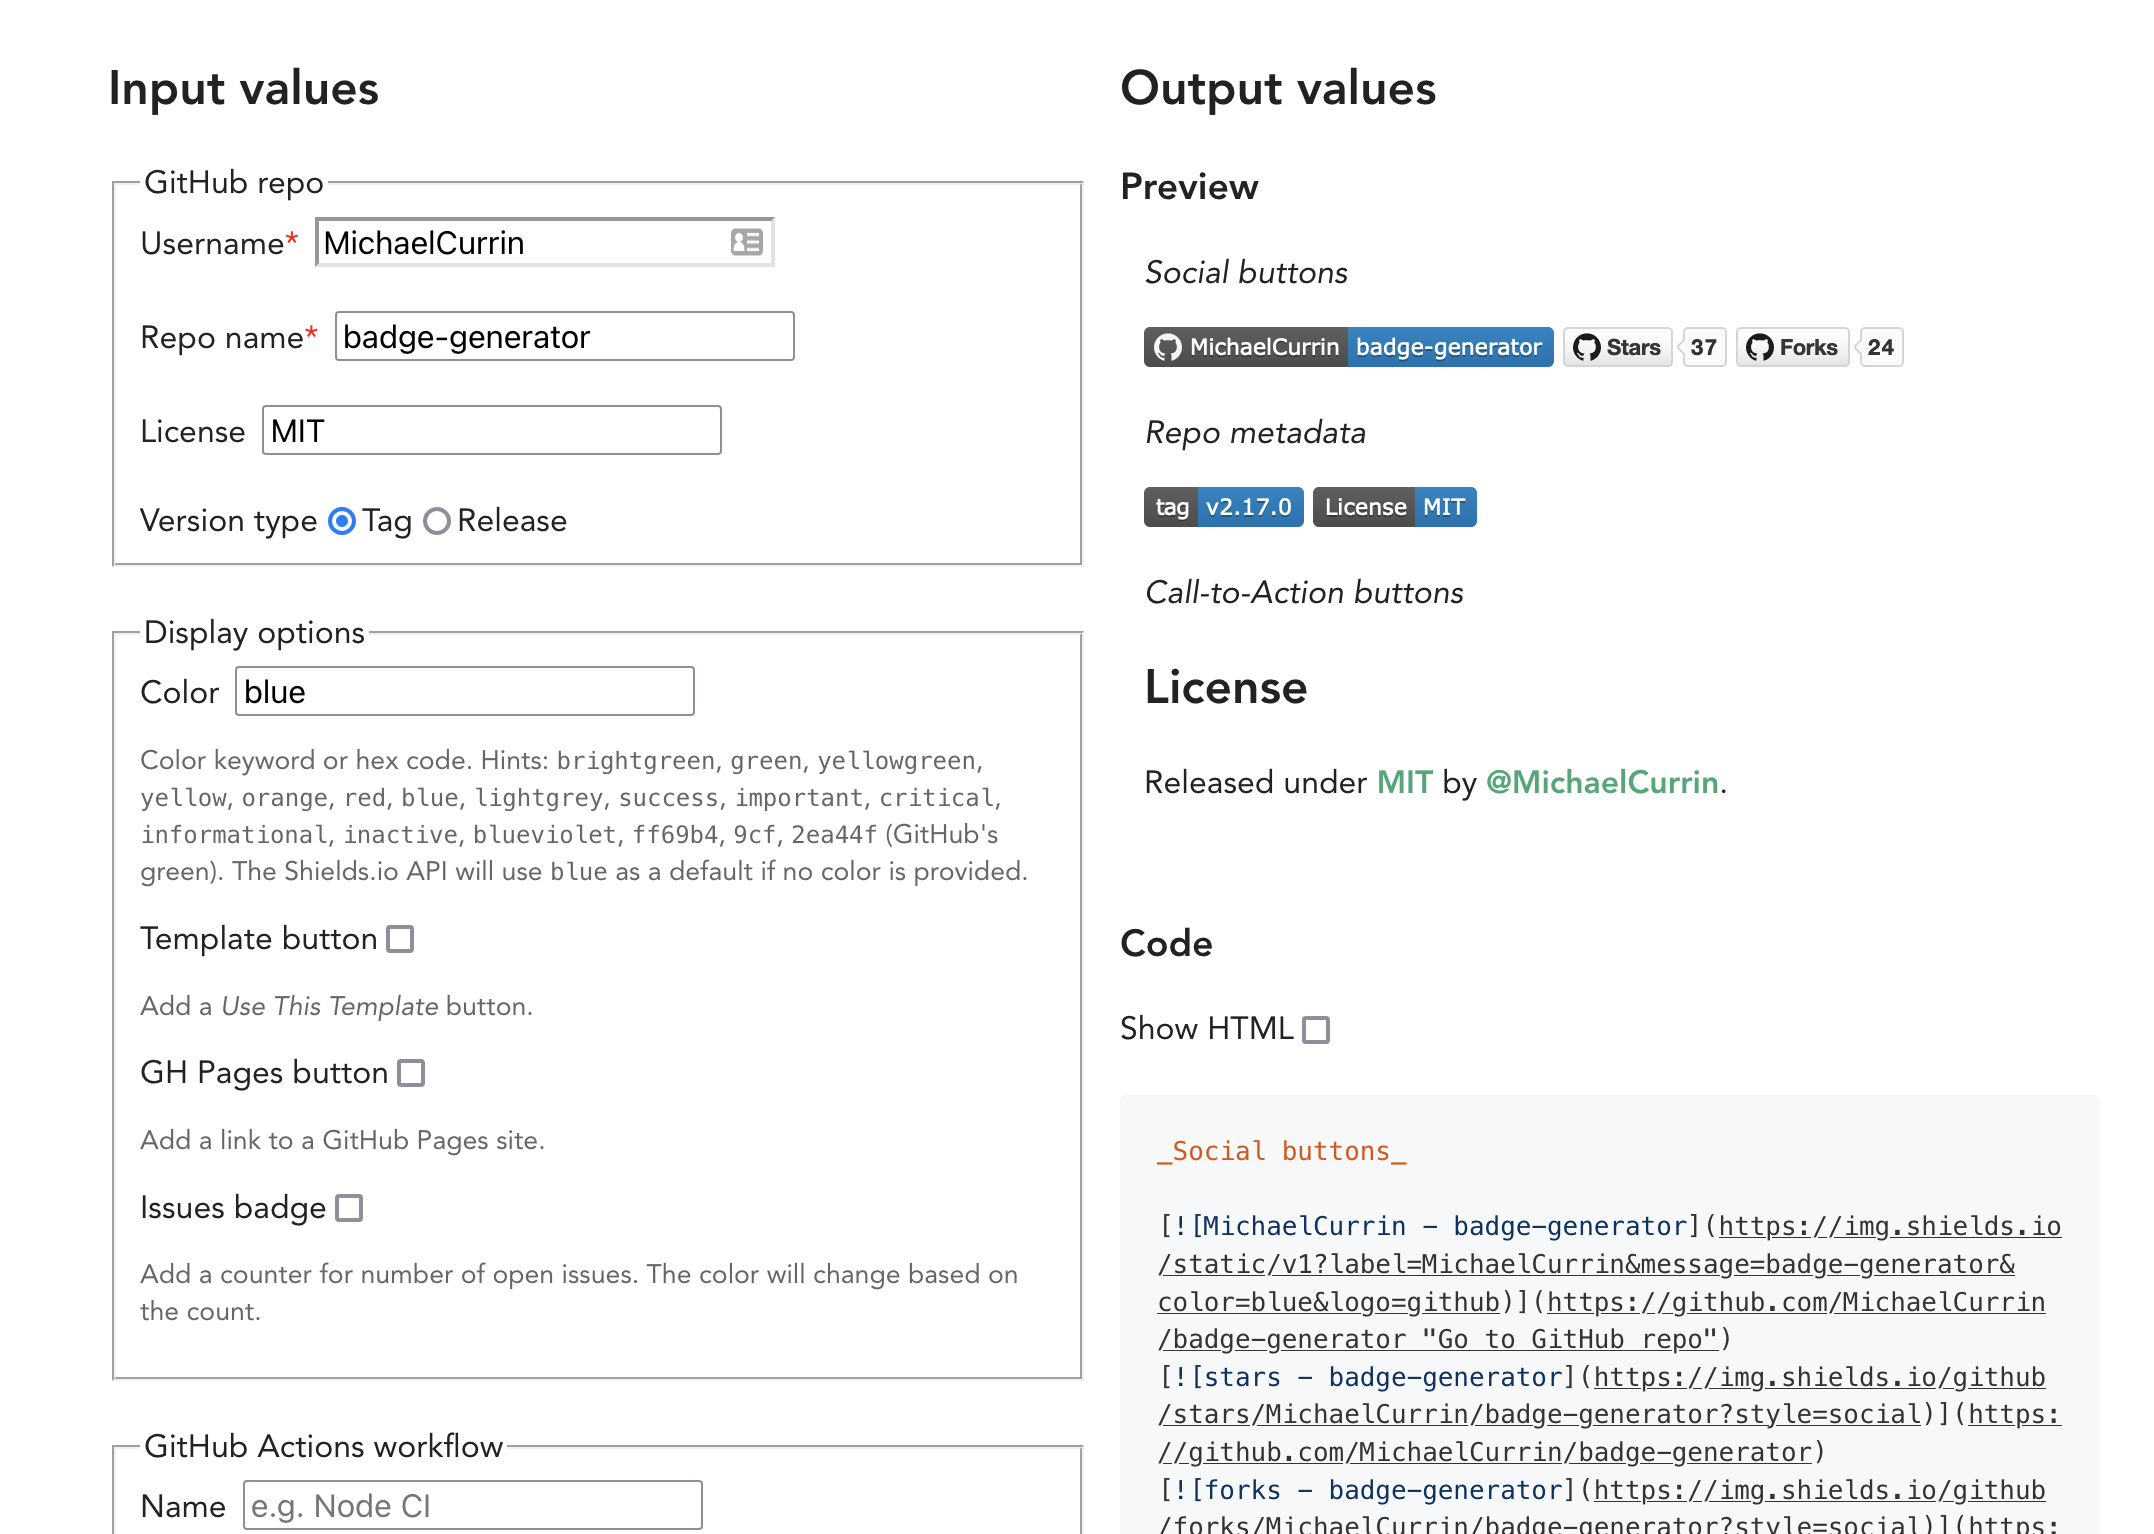 Input values
GitHub repo
Username* MichaelCurrin
Repo name* badge-generator
License MIT
Version type Tag Release
Display options
Color blue
Color keyword or hex code. Hints: brightgreen, green, yellowgreen,
yellow, orange, red, blue, lightgrey, success, important, critical,
informational, inactive, blueviolet, ff69b4, 9cf, 2ea44f (GitHub's
green). The Shields.io API will use blue as a default if no color is provided.
Template button
Add a Use This Template button.
GH Pages button
Add a link to a GitHub Pages site.
Issues badge
Add a counter for number of open issues. The color will change based on
the count.
GitHub Actions workflow
Name e.g. Node CI
Output values
Preview
Social buttons
MichaelCurrin badge-generator Stars 37 Forks 24
Repo metadata
tag v2.17.0 License MIT
Call-to-Action buttons
License
Released under MIT by @MichaelCurrin.
Code
Show HTML
_Social buttons_
[![MichaelCurrin - badge-generator](https://img.shields.io
/static/v1?label=MichaelCurrin&message=badge-generator&
color=blue&logo=github)](https://github.com/MichaelCurrin
/badge-generator "Go to GitHub repo")
[![stars - badge-generator](https://img.shields.io/github
/stars/MichaelCurrin/badge-generator?style=social)](https:
//github.com/MichaelCurrin/badge-generator)
[![forks - badge-generator](https://img.shields.io/github
/forks/MichaelCurrin/badge-generator?style=social)](https: